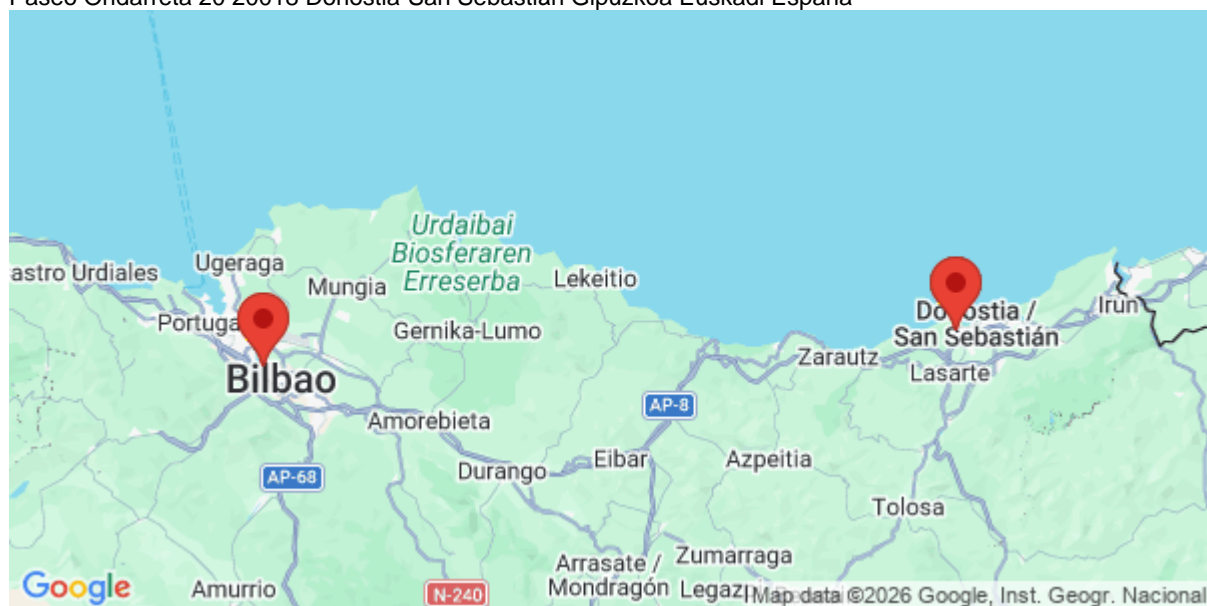 Paseo Ondarreta 20 20018 Donostia-San Sebastián Gipuzkoa Euskadi España
Urdaibai
Biosferaren
Erreserba
astro Urdiales
Ugeraga
Mungia
Lekeitio
Portuga
Gernika-Lumo
Bilbao
Donostia /
San Sebastián
Irun
Zarautz
Lasarte
AP-8
Amorebieta
AP-68
Durango
Eibar
Azpeitia
Tolosa
Arrasate /
Mondragón
Zumarraga
Legazpi
Amurrio
N-240
Google
Map data ©2026 Google, Inst. Geogr. Nacional